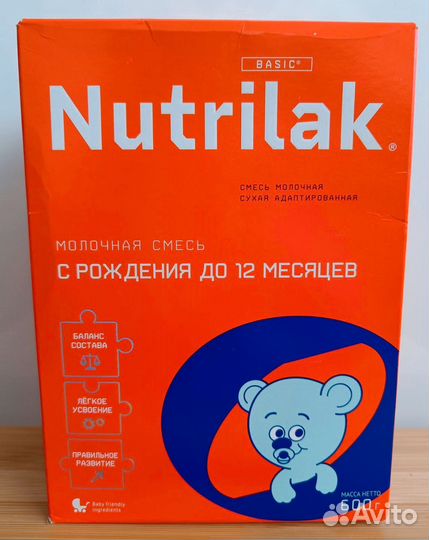 BASIC®
Nutrilak®
СМЕСЬ МОЛОЧНАЯ
СУХАЯ АДАПТИРОВАННАЯ
МОЛОЧНАЯ СМЕСЬ
С РОЖДЕНИЯ ДО 12 МЕСЯЦЕВ
БАЛАНС
СОСТАВА
ЛЁГКОЕ
УСВОЕНИЕ
ПРАВИЛЬНОЕ
РАЗВИТИЕ
Baby friendly
ingredients
МАССА НЕТТО
600 г
Avito